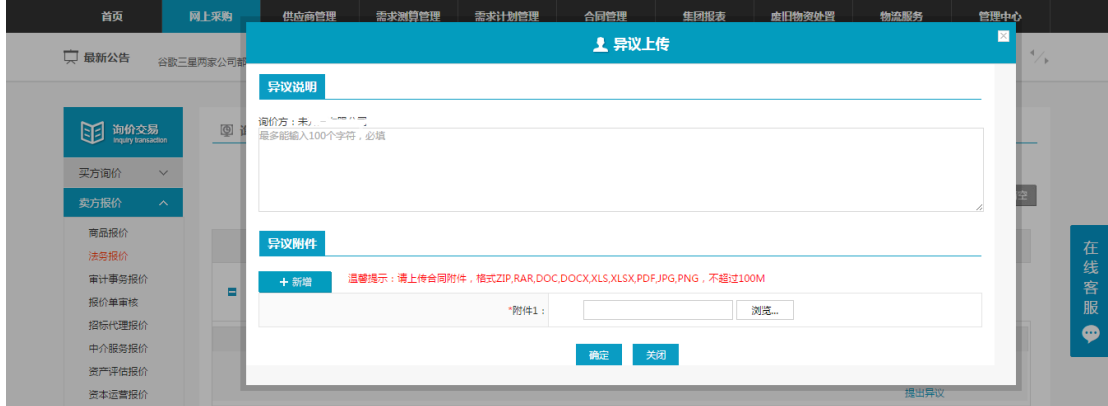 首页 网上采购 供应商管理 需求测算管理 需求计划管理 合同管理 集团报表 废旧物资处置 物流服务 管理中心
异议上传
最新公告 谷歌三星两家公司都
异议说明
询价交易
Inquiry transaction
询价方：未
最多能输入100个字符，必填
买方询价
卖方报价
商品报价
异议附件
法务报价
审计事务报价
+ 新增 温馨提示：请上传合同附件，格式ZIP,RAR,DOC,DOCX,XLS,XLSX,PDF,JPG,PNG，不超过100M
报价单审核
*附件1： 浏览...
招标代理报价
中介服务报价
确定 关闭
资产评估报价
资本运营报价
提出异议
在线客服